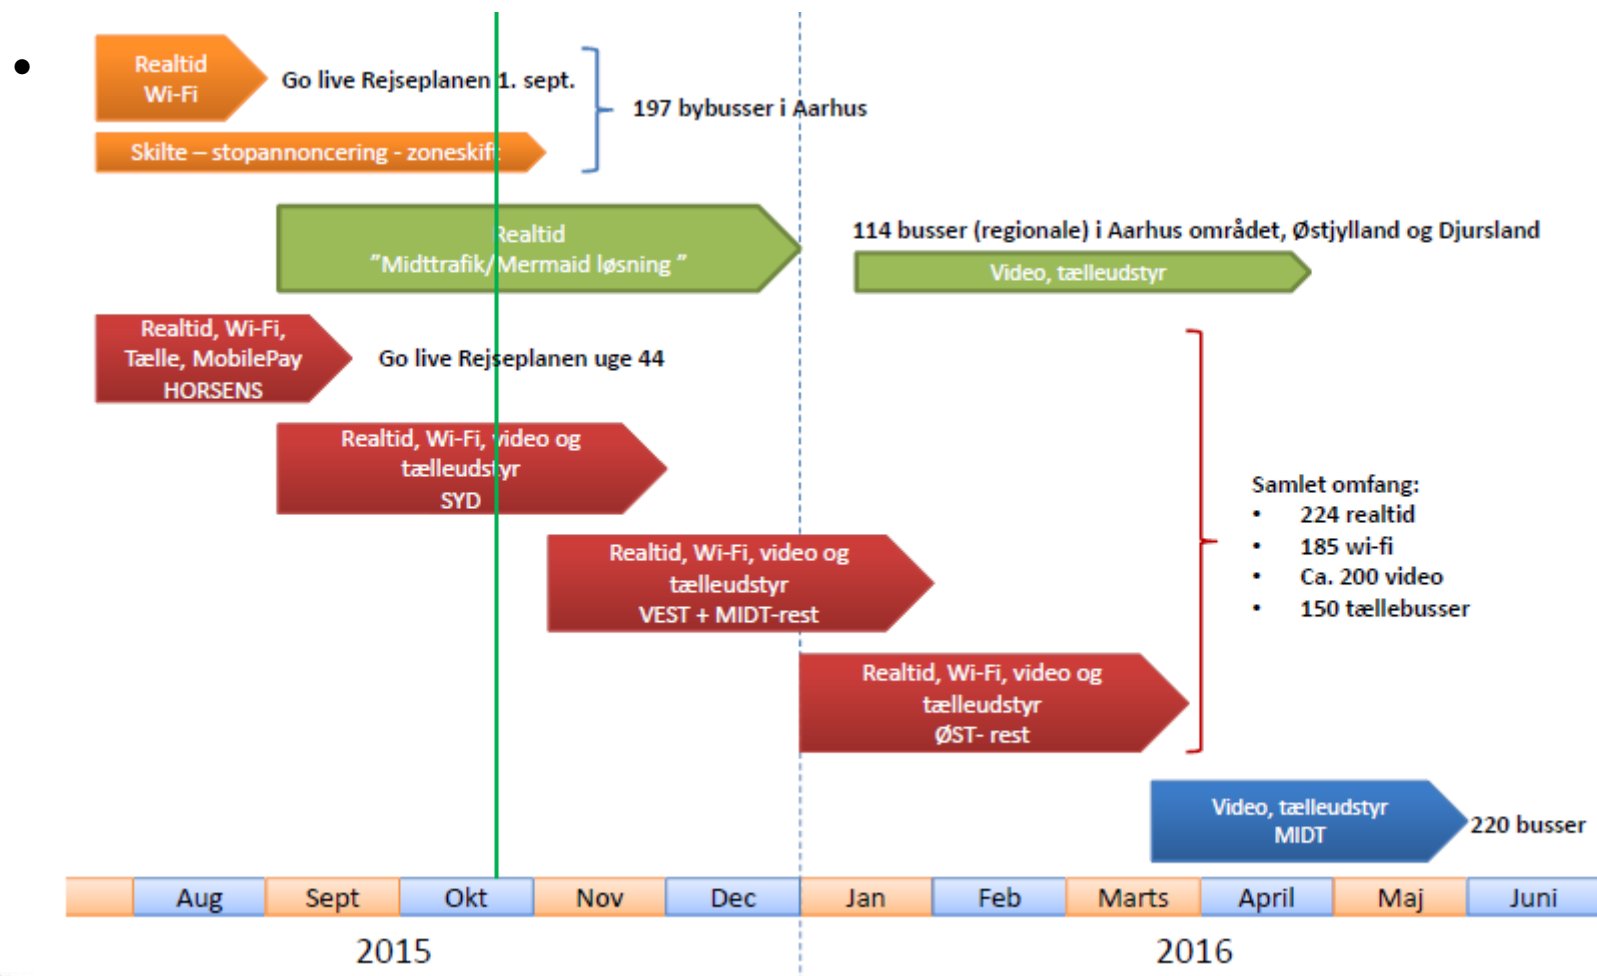 Realtid
Wi-Fi
Go live Rejseplanen 1. sept.
197 bybusser i Aarhus
Skilte – stopannoncering - zoneskift
Realtid
”Midttrafik/Mermaid løsning ”
114 busser (regionale) i Aarhus området, Østjylland og Djursland
Video, tælleudstyr
Realtid, Wi-Fi,
Tælle, MobilePay
HORSENS
Go live Rejseplanen uge 44
Realtid, Wi-Fi, video og
tælleudstyr
SYD
Realtid, Wi-Fi, video og
tælleudstyr
VEST + MIDT-rest
Samlet omfang:
• 224 realtid
• 185 wi-fi
• Ca. 200 video
• 150 tællebusser
Realtid, Wi-Fi, video og
tælleudstyr
ØST- rest
Video, tælleudstyr
MIDT
220 busser
Aug Sept Okt Nov Dec Jan Feb Marts April Maj Juni
2015 2016